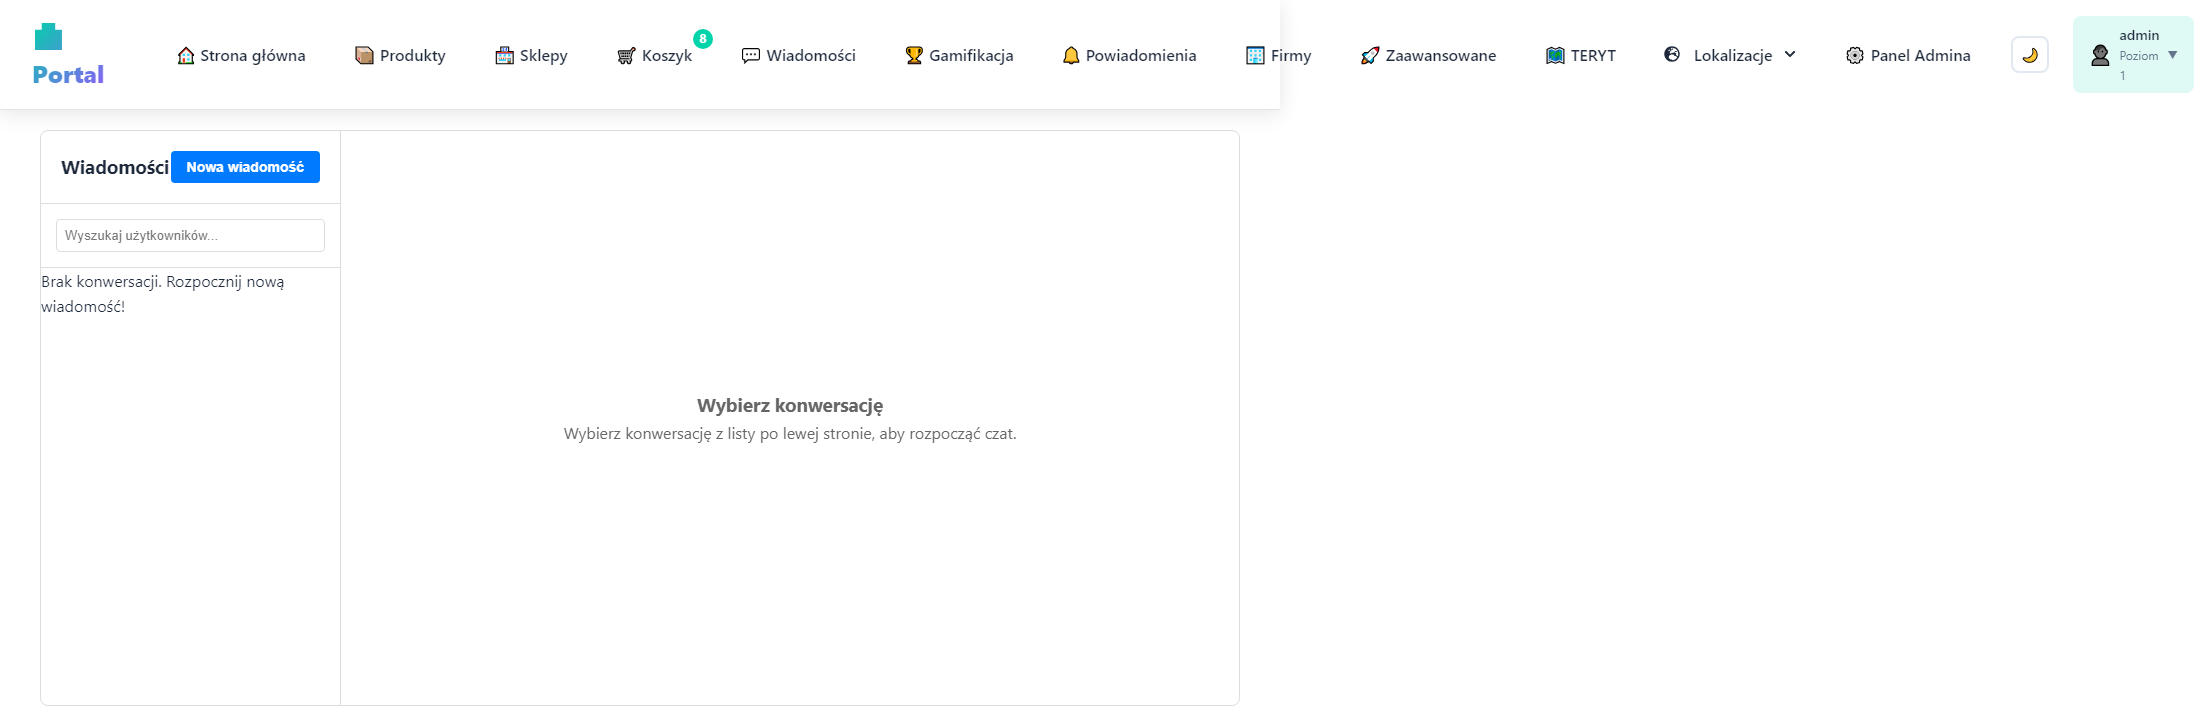 Portal
Strona główna
Produkty
Sklepy
Koszyk
8
Wiadomości
Gamifikacja
Powiadomienia
Firmy
Zaawansowane
TERYT
Lokalizacje
Panel Admina
admin
Poziom
1
Wiadomości
Nowa wiadomość
Wyszukaj użytkowników...
Brak konwersacji. Rozpocznij nową
wiadomość!
Wybierz konwersację
Wybierz konwersację z listy po lewej stronie, aby rozpocząć czat.